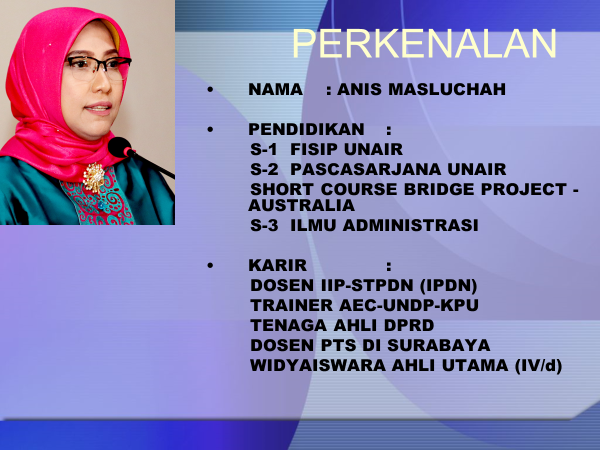 PERKENALAN
• NAMA : ANIS MASLUCHAH
• PENDIDIKAN :
S-1 FISIP UNAIR
S-2 PASCASARJANA UNAIR
SHORT COURSE BRIDGE PROJECT -
AUSTRALIA
S-3 ILMU ADMINISTRASI
• KARIR :
DOSEN IIP-STPDN (IPDN)
TRAINER AEC-UNDP-KPU
TENAGA AHLI DPRD
DOSEN PTS DI SURABAYA
WIDYAISWARA AHLI UTAMA (IV/d)